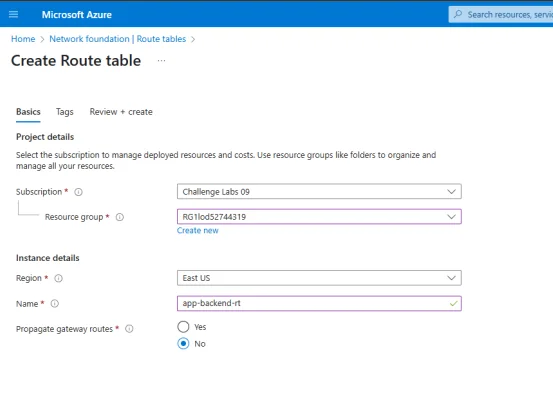 Microsoft Azure
Search resources, servic
Home > Network foundation | Route tables >
Create Route table ...
Basics Tags Review + create
Project details
Select the subscription to manage deployed resources and costs. Use resource groups like folders to organize and
manage all your resources.
Subscription *
Challenge Labs 09
Resource group *
RG1lod52744319
Create new
Instance details
Region *
East US
Name *
app-backend-rt
Propagate gateway routes *
Yes
No